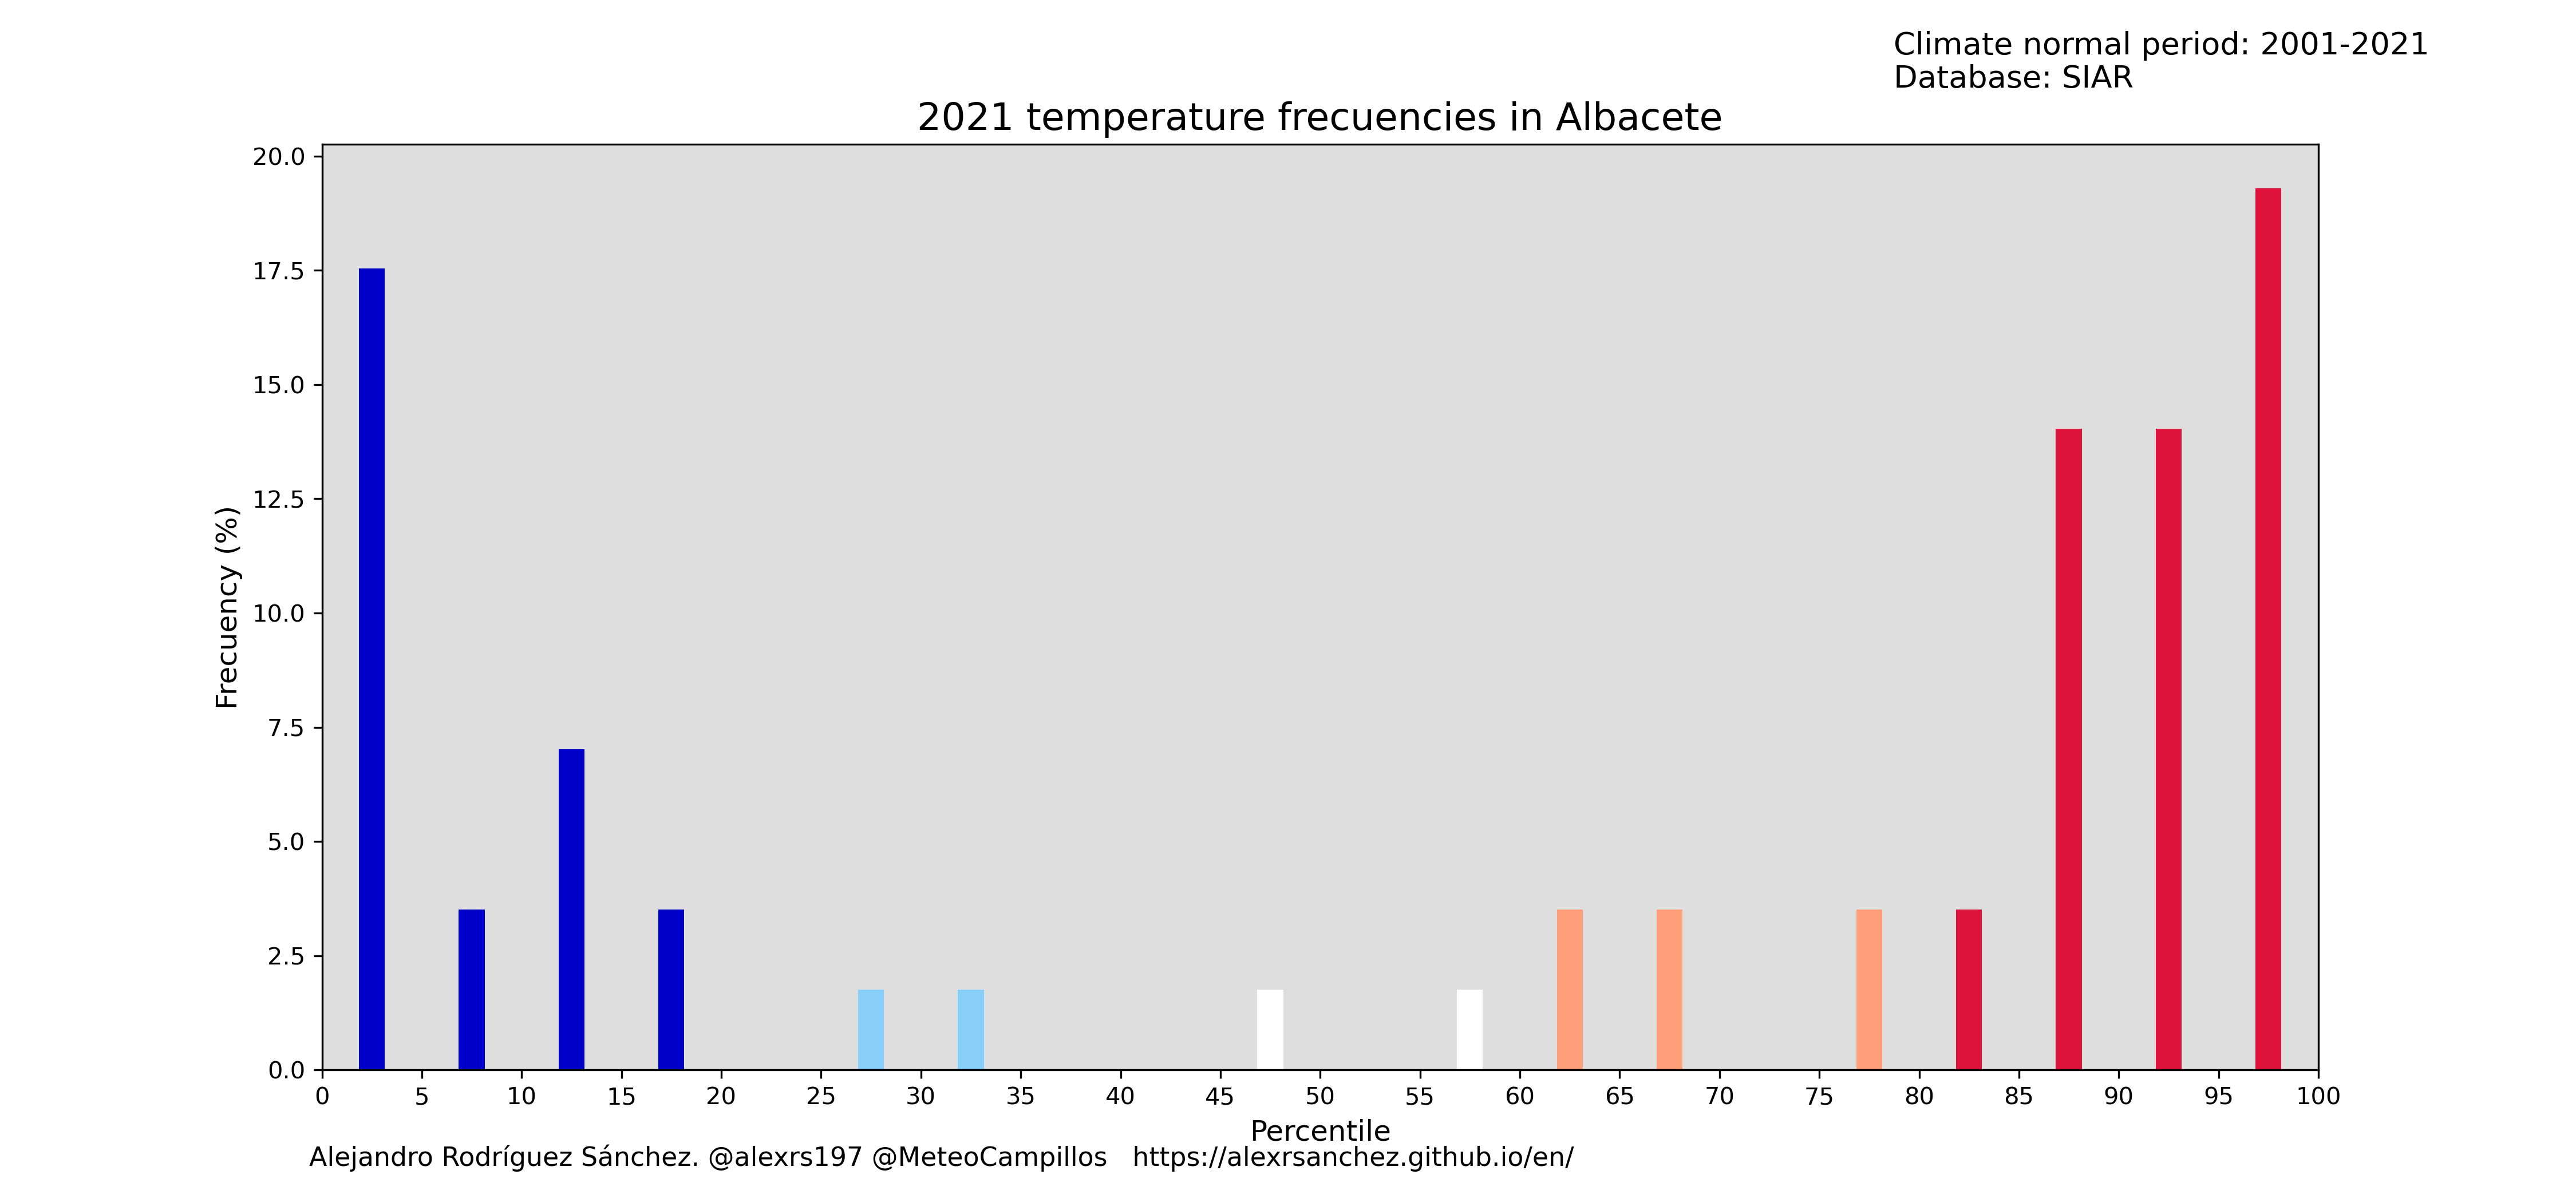 Climate normal period: 2001-2021
Database: SIAR
2021 temperature frecuencies in Albacete
20.0
17.5
15.0
12.5
10.0
7.5
5.0
2.5
0.0
Frecuency (%)
0 5 10 15 20 25 30 35 40 45 50 55 60 65 70 75 80 85 90 95 100
Percentile
Alejandro Rodríguez Sánchez. @alexrs197 @MeteoCampillos https://alexrsanchez.github.io/en/